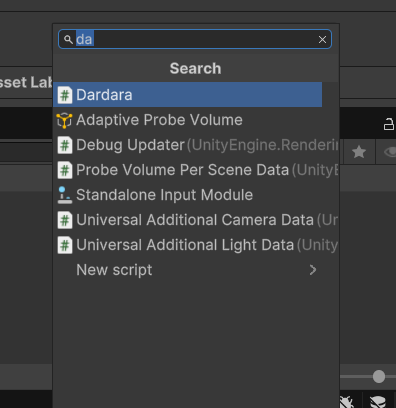 da
Search
sset Lab
Dardara
Adaptive Probe Volume
Debug Updater (UnityEngine.Renderin
Probe Volume Per Scene Data (UnityE
Standalone Input Module
Universal Additional Camera Data (Un
Universal Additional Light Data (Unity
New script